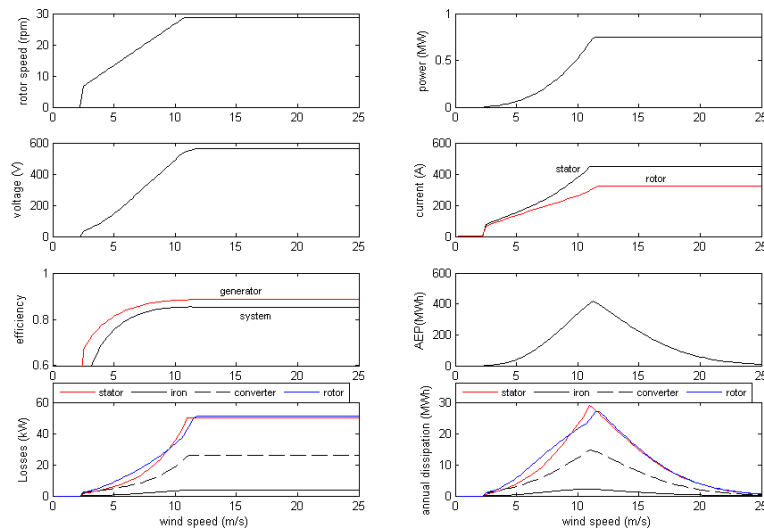 30
20
10
0
rotor speed (rpm)
0 5 10 15 20 25
1
0.5
0
power (MW)
0 5 10 15 20 25
600
400
200
0
voltage (V)
0 5 10 15 20 25
600
400
200
0
current (A)
stator
rotor
0 5 10 15 20 25
1
0.8
0.6
efficiency
generator
system
0 5 10 15 20 25
600
400
200
0
AEP(MWh)
0 5 10 15 20 25
stator iron converter rotor
60
40
20
0
Losses (kW)
0 5 10 15 20 25
wind speed (m/s)
stator iron converter rotor
30
20
10
0
annual dissipation (MWh)
0 5 10 15 20 25
wind speed (m/s)